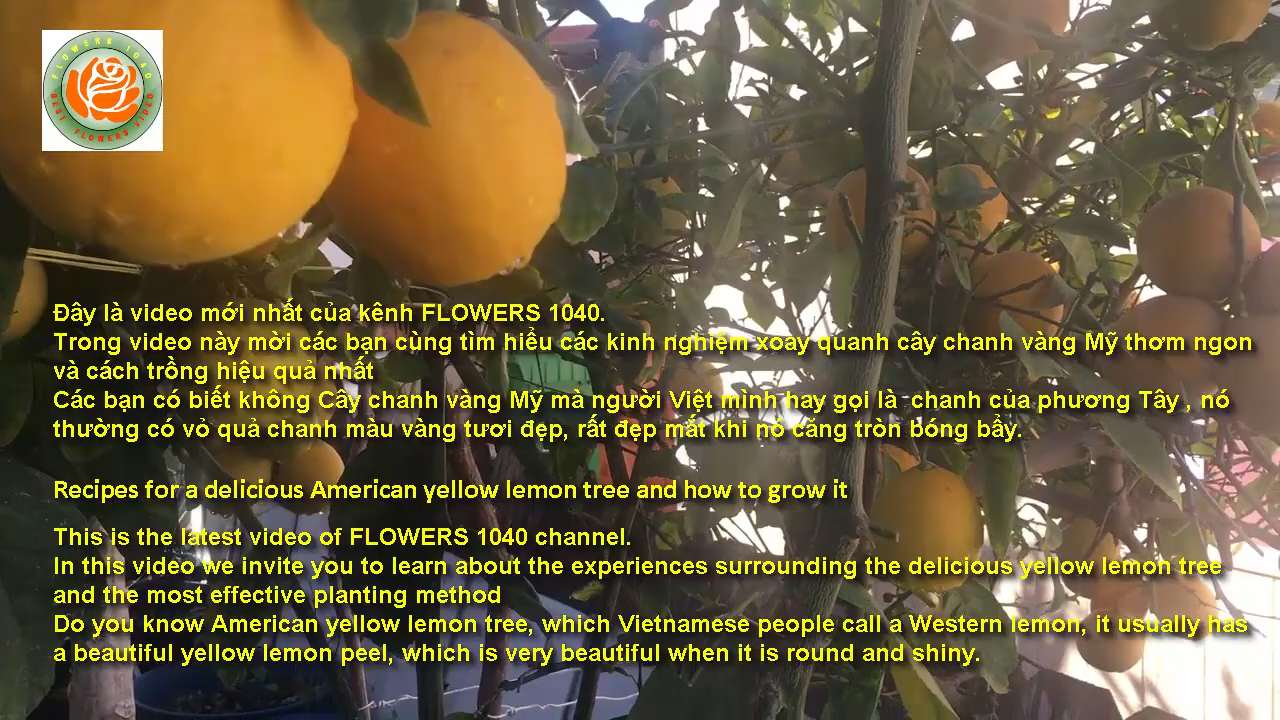 FLOWERS 1040
BEST FLOWERS VIDEO
Đây là video mới nhất của kênh FLOWERS 1040.
Trong video này mời các bạn cùng tìm hiểu các kinh nghiệm xoay quanh cây chanh vàng Mỹ thơm ngon
và cách trồng hiệu quả nhất
Các bạn có biết không Cây chanh vàng Mỹ mà người Việt mình hay gọi là  chanh của phương Tây , nó
thường có vỏ quả chanh màu vàng tươi đẹp, rất đẹp mắt khi nó căng tròn bóng bẩy.
Recipes for a delicious American yellow lemon tree and how to grow it
This is the latest video of FLOWERS 1040 channel.
In this video we invite you to learn about the experiences surrounding the delicious yellow lemon tree
and the most effective planting method
Do you know American yellow lemon tree, which Vietnamese people call a Western lemon, it usually has
a beautiful yellow lemon peel, which is very beautiful when it is round and shiny.